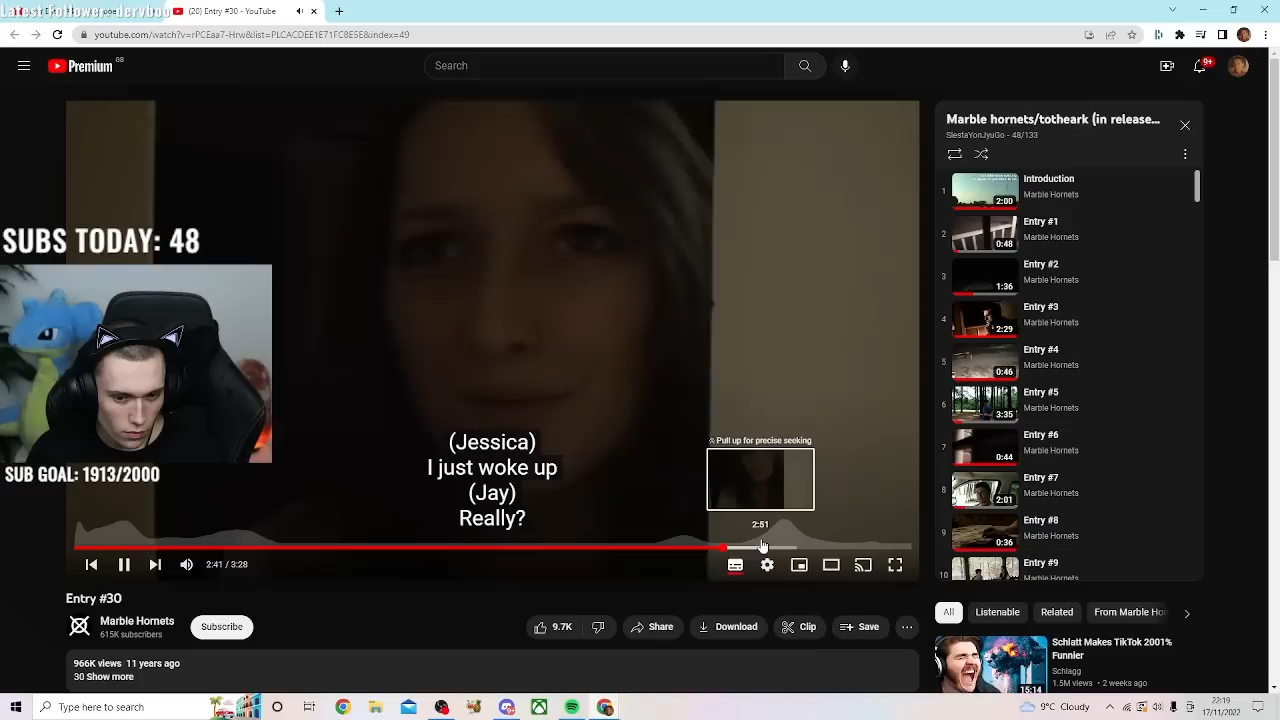 Latest Follower: dervboo
(20) Entry #30 - YouTube
youtube.com/watch?v=rPCEaa7-Hrw&list=PLCACDEE1E71FC8E5E&index=49
Premium
GB
Search
9+
SUBS TODAY: 48
SUB GOAL: 1913/2000
(Jessica)
I just woke up
(Jay)
Really?
Pull up for precise seeking
2:51
2:41 / 3:28
Entry #30
Marble Hornets
615K subscribers
Subscribe
9.7K
Share
Download
Clip
Save
966K views 11 years ago
30 Show more
Marble hornets/totheark (in release...
SlestaYonJyuGo - 48/133
1
2:00
Introduction
Marble Hornets
2
0:48
Entry #1
Marble Hornets
3
1:36
Entry #2
Marble Hornets
4
2:29
Entry #3
Marble Hornets
5
0:46
Entry #4
Marble Hornets
6
3:35
Entry #5
Marble Hornets
7
0:44
Entry #6
Marble Hornets
8
2:01
Entry #7
Marble Hornets
9
0:36
Entry #8
Marble Hornets
10
Entry #9
Marble Hornets
All
Listenable
Related
From Marble Hor
15:14
Schlatt Makes TikTok 2001%
Funnier
Schlagg
1.5M views • 2 weeks ago
Type here to search
9°C Cloudy
22:19
17/11/2022